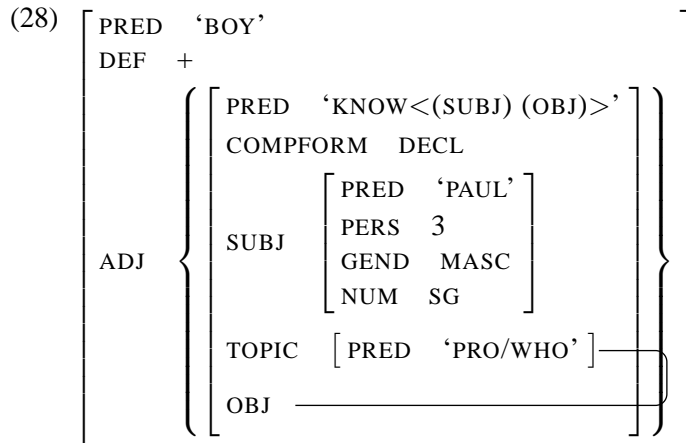 (28)
PRED ‘BOY’
DEF +
PRED ‘KNOW<(SUBJ) (OBJ)>’
COMPFORM DECL
PRED ‘PAUL’
PERS 3
SUBJ
GEND MASC
ADJ
NUM SG
TOPIC [PRED ‘PRO/WHO’]
OBJ